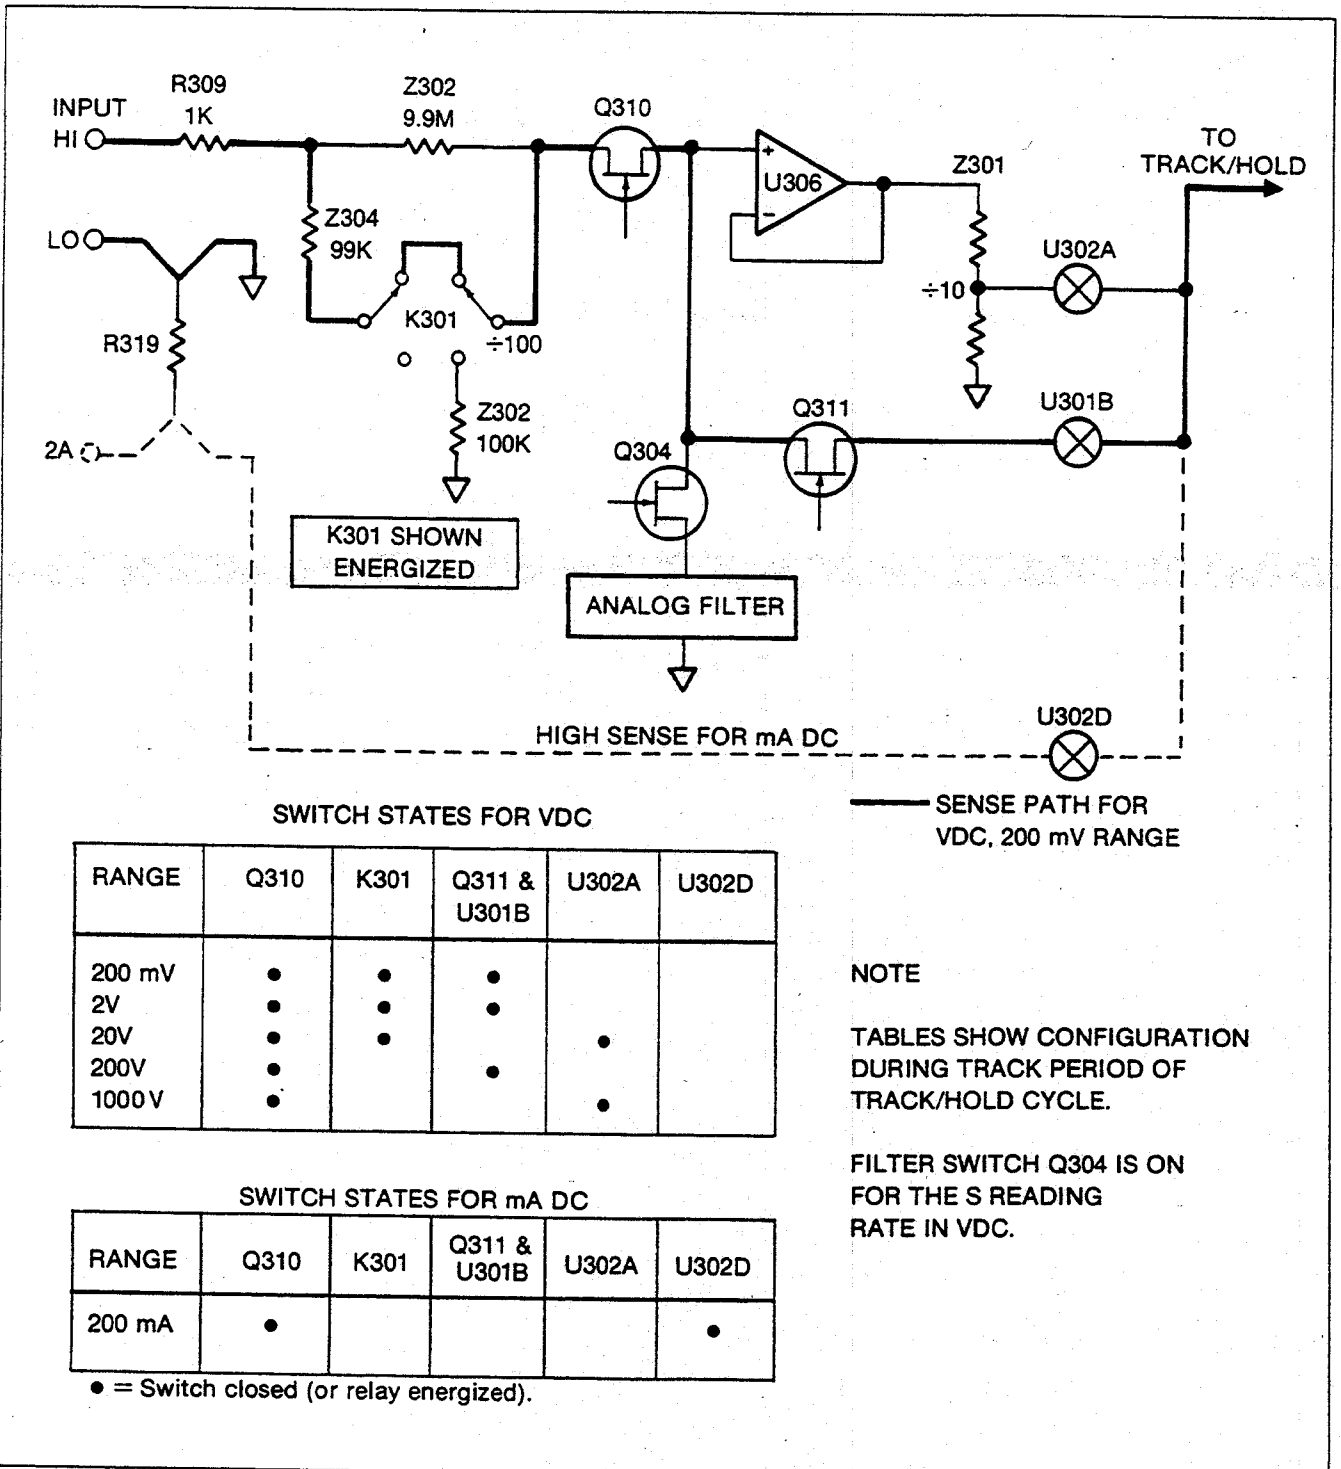 R309
1K
Z302
9.9M
Q310
INPUT
HI
TO
TRACK/HOLD
Z301
+
U306
−
Z304
99K
LO
U302A
÷10
K301
÷100
R319
Z302
100K
Q311
U301B
2A
Q304
K301 SHOWN
ENERGIZED
ANALOG FILTER
HIGH SENSE FOR mA DC
U302D
SENSE PATH FOR
VDC, 200 mV RANGE
SWITCH STATES FOR VDC
RANGE Q310 K301 Q311 & U301B U302A U302D
200 mV ● ● ●
2V ● ● ●
20V ● ● ●
200V ● ●
1000V ● ●
NOTE
TABLES SHOW CONFIGURATION
DURING TRACK PERIOD OF
TRACK/HOLD CYCLE.
FILTER SWITCH Q304 IS ON
FOR THE S READING
RATE IN VDC.
SWITCH STATES FOR mA DC
RANGE Q310 K301 Q311 & U301B U302A U302D
200 mA ● ●
● = Switch closed (or relay energized).